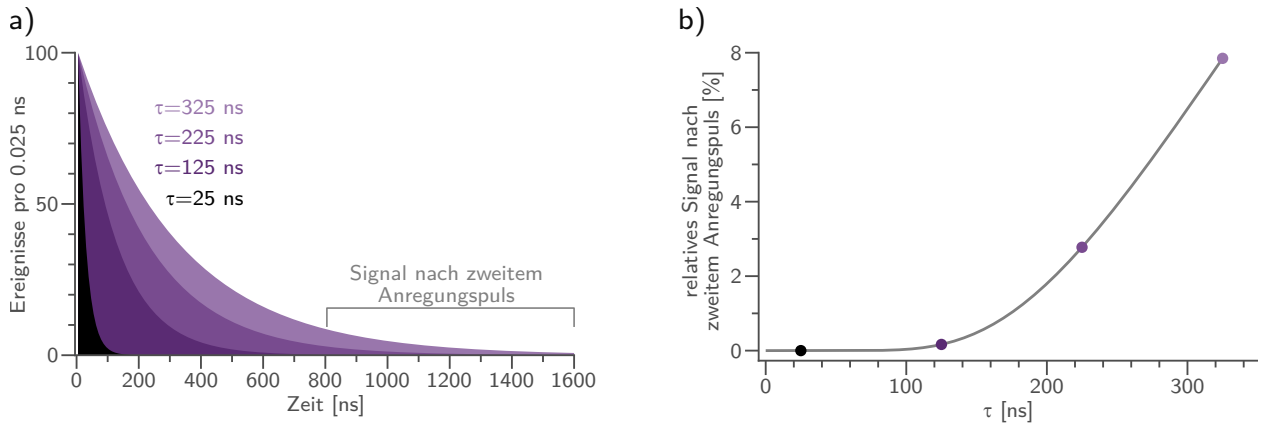 a)
100
50
0
Ereignisse pro 0.025 ns
τ=325 ns
τ=225 ns
τ=125 ns
τ=25 ns
Signal nach zweitem
Anregungspuls
0 200 400 600 800 1000 1200 1400 1600
Zeit [ns]
b)
8
6
4
2
0
relatives Signal nach
zweitem Anregungspuls [%]
0 100 200 300
τ [ns]